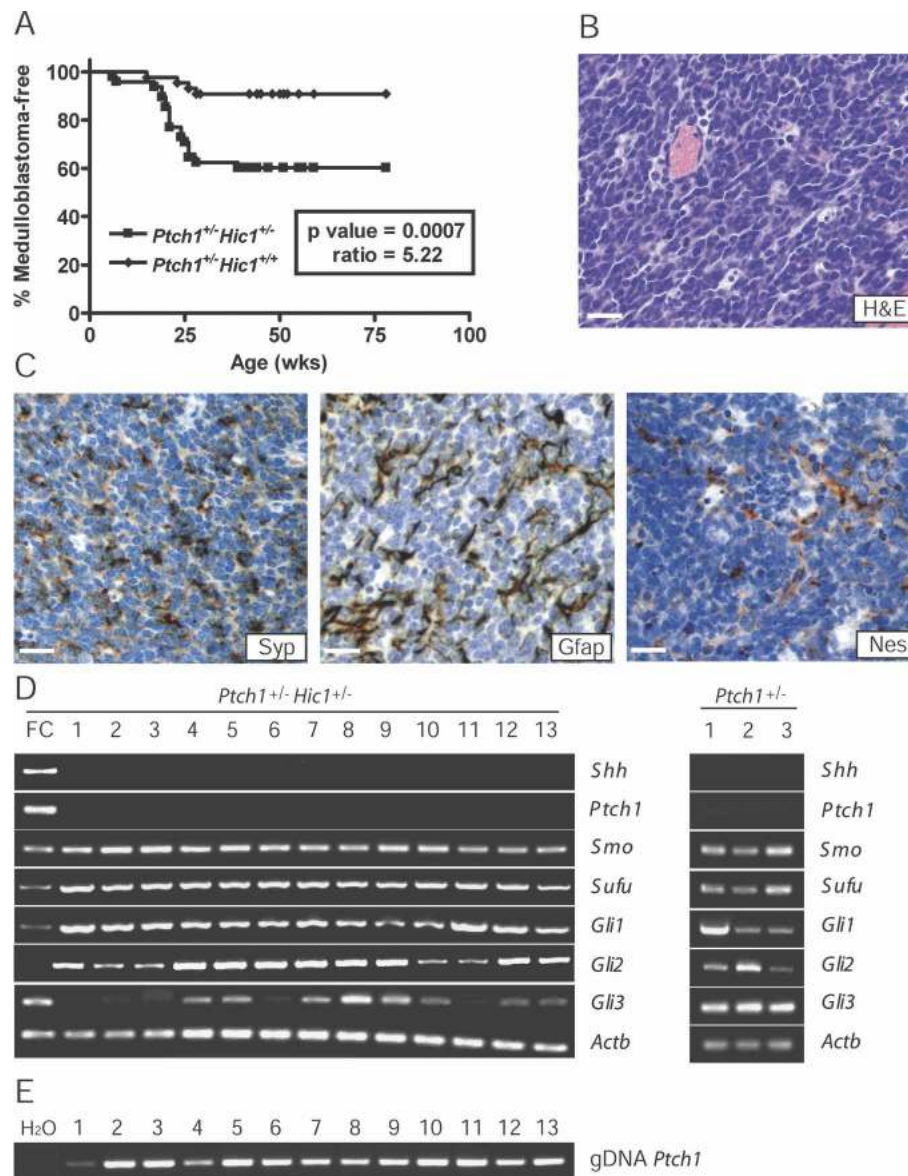 A
B
100
80
60
40
20
0
% Medulloblastoma-free
Ptch1+/-Hic1+/-
Ptch1+/-Hic1+/+
p value = 0.0007
ratio = 5.22
0 25 50 75 100
Age (wks)
H&E
C
Syp
Gfap
Nes
D
Ptch1+/- Hic1+/-
Ptch1+/-
FC 1 2 3 4 5 6 7 8 9 10 11 12 13
1 2 3
Shh
Shh
Ptch1
Ptch1
Smo
Smo
Sufu
Sufu
Gli1
Gli1
Gli2
Gli2
Gli3
Gli3
Actb
Actb
E
H2O 1 2 3 4 5 6 7 8 9 10 11 12 13
gDNA Ptch1